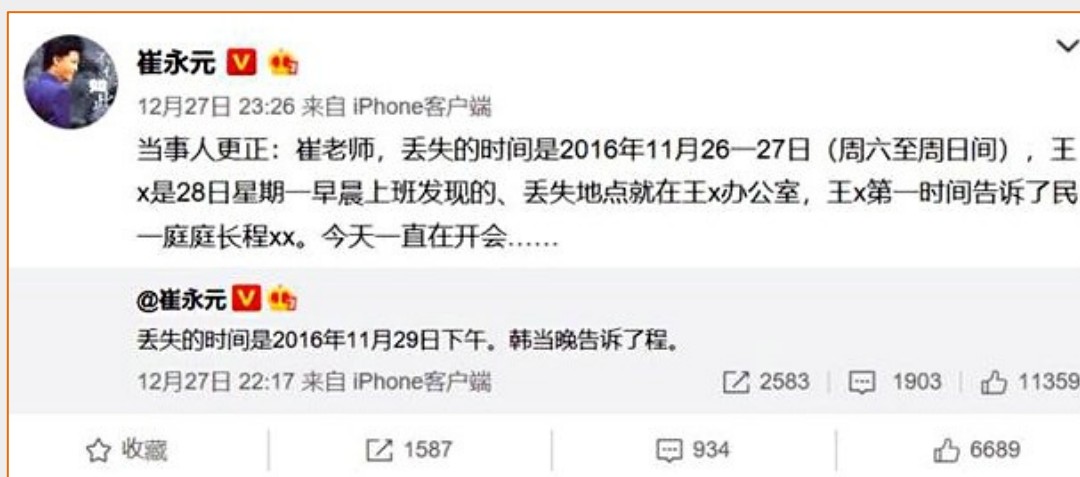 崔永元
12月27日 23:26 来自 iPhone客户端
当事人更正：崔老师，丢失的时间是2016年11月26—27日（周六至周日间），王
x是28日星期一早晨上班发现的、丢失地点就在王x办公室，王x第一时间告诉了民
一庭庭长程xx。今天一直在开会……
@崔永元
丢失的时间是2016年11月29日下午。韩当晚告诉了程。
12月27日 22:17 来自 iPhone客户端 2583 1903 11359
收藏 1587 934 6689